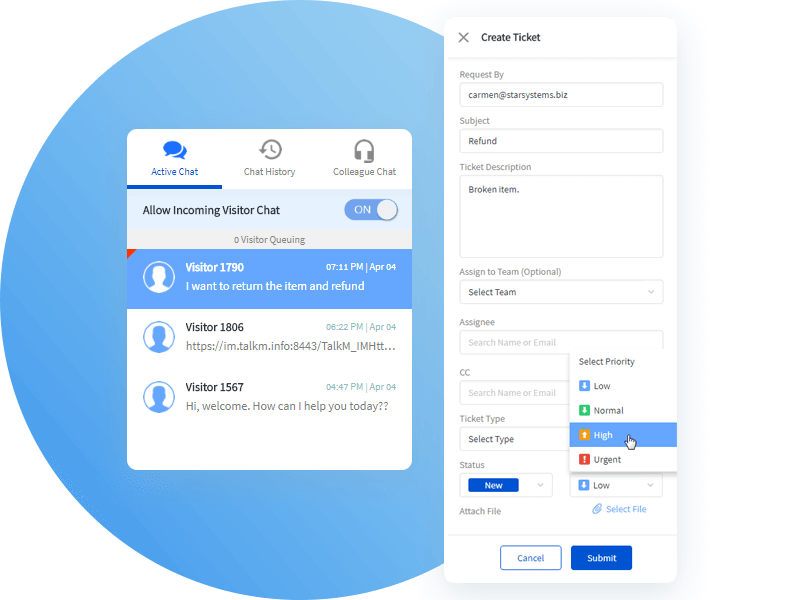 Active Chat
Chat History
Colleague Chat
Allow Incoming Visitor Chat
ON
0 Visitor Queuing
Visitor 1790
07:11 PM | Apr 04
I want to return the item and refund
Visitor 1806
06:22 PM | Apr 04
https://im.talkm.info:8443/TalkM_IMHtt...
Visitor 1567
04:47 PM | Apr 04
Hi, welcome. How can I help you today??
Create Ticket
Request By
carmen@starsystems.biz
Subject
Refund
Ticket Description
Broken item.
Assign to Team (Optional)
Select Team
Assignee
Search Name or Email
CC
Search Name or Email
Ticket Type
Select Type
Select Priority
Low
Normal
High
Urgent
Status
New
Low
Attach File
Select File
Cancel
Submit